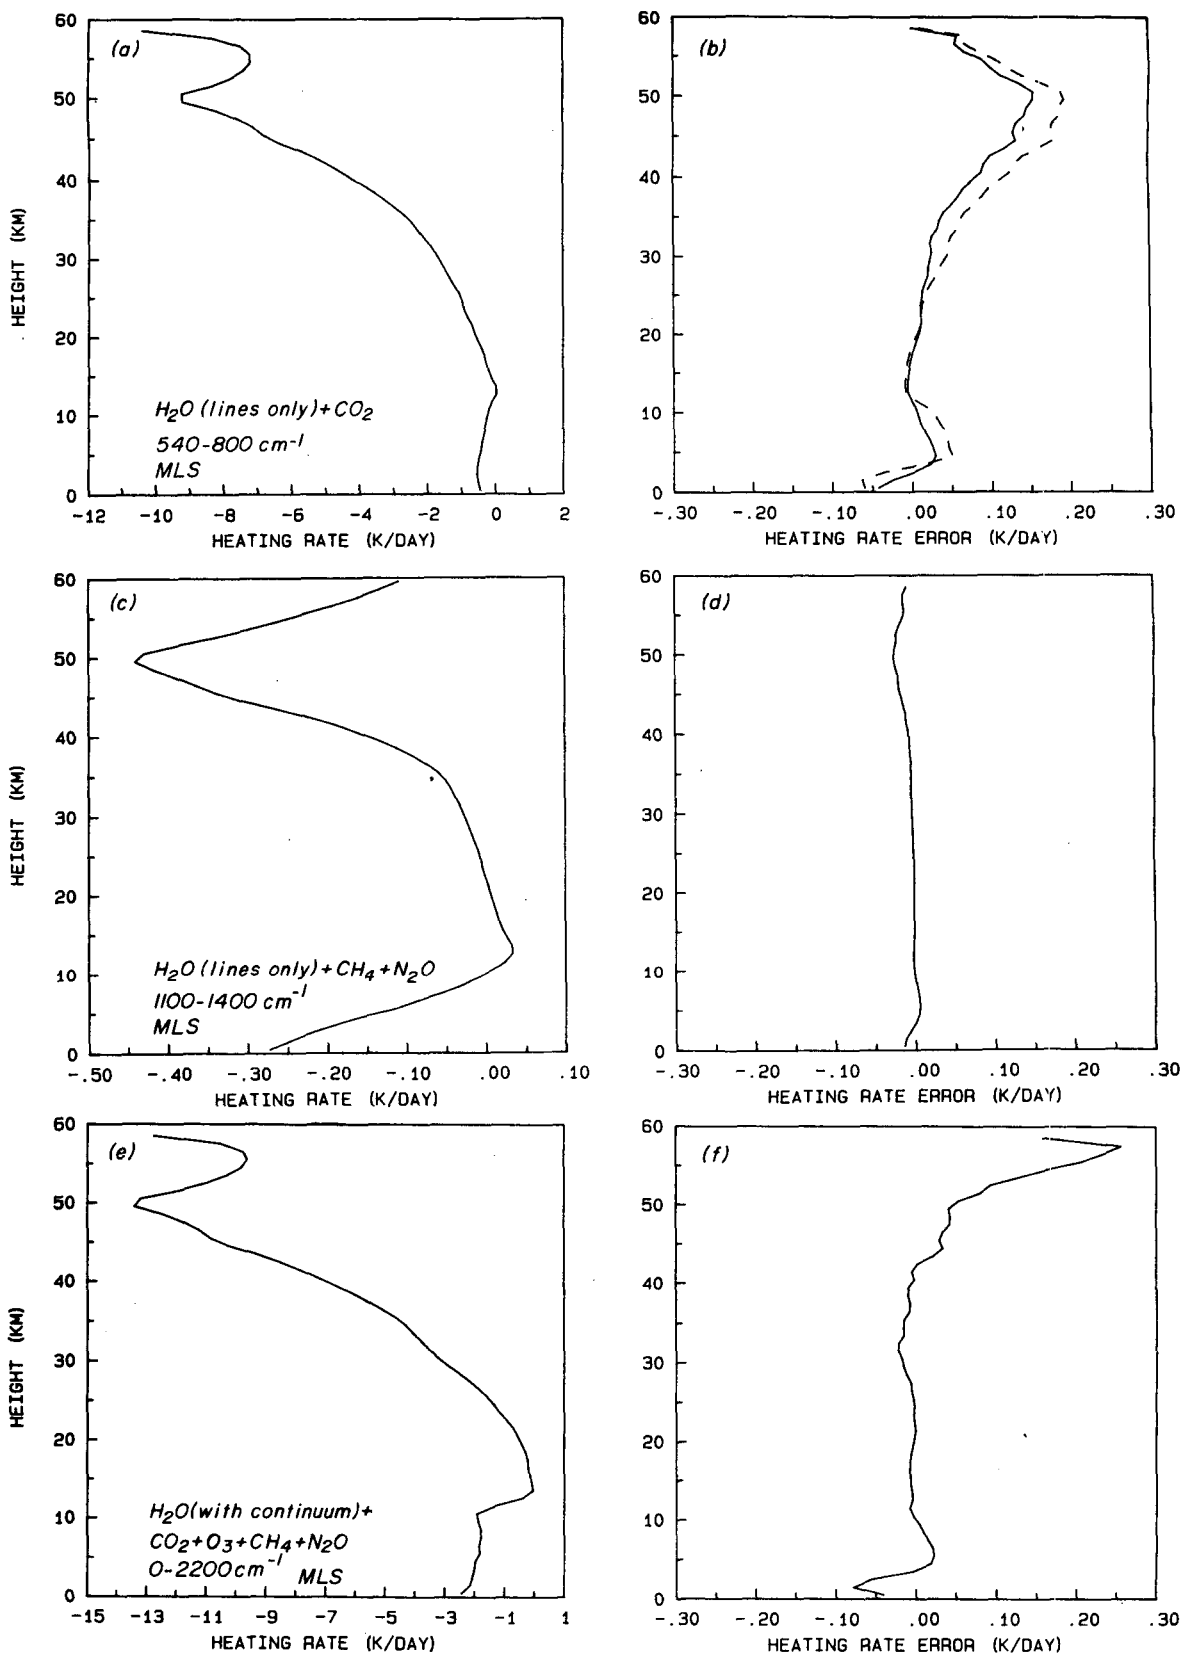 (a)
60
50
40
30
20
10
0
HEIGHT (KM)
H₂O (lines only) + CO₂
540-800 cm⁻¹
MLS
-12 -10 -8 -6 -4 -2 0 2
HEATING RATE (K/DAY)
(b)
60
50
40
30
20
10
0
-.30 -.20 -.10 .00 .10 .20 .30
HEATING RATE ERROR (K/DAY)
(c)
60
50
40
30
20
10
0
HEIGHT (KM)
H₂O (lines only) + CH₄ + N₂O
1100-1400 cm⁻¹
MLS
-.50 -.40 -.30 -.20 -.10 .00 .10
HEATING RATE (K/DAY)
(d)
60
50
40
30
20
10
0
-.30 -.20 -.10 .00 .10 .20 .30
HEATING RATE ERROR (K/DAY)
(e)
60
50
40
30
20
10
0
HEIGHT (KM)
H₂O (with continuum) +
CO₂ + O₃ + CH₄ + N₂O
0-2200 cm⁻¹ MLS
-15 -13 -11 -9 -7 -5 -3 -1 1
HEATING RATE (K/DAY)
(f)
60
50
40
30
20
10
0
-.30 -.20 -.10 .00 .10 .20 .30
HEATING RATE ERROR (K/DAY)